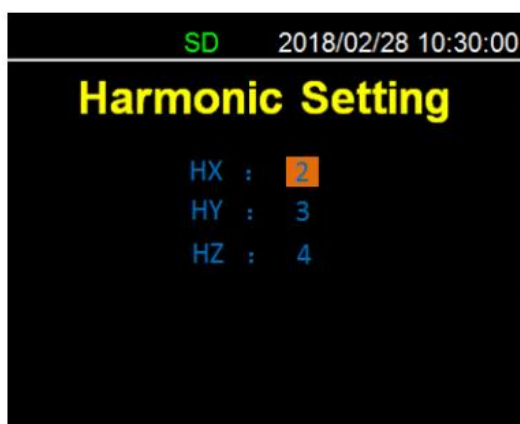 SD 2018/02/28 10:30:00
Harmonic Setting
HX : 2
HY : 3
HZ : 4